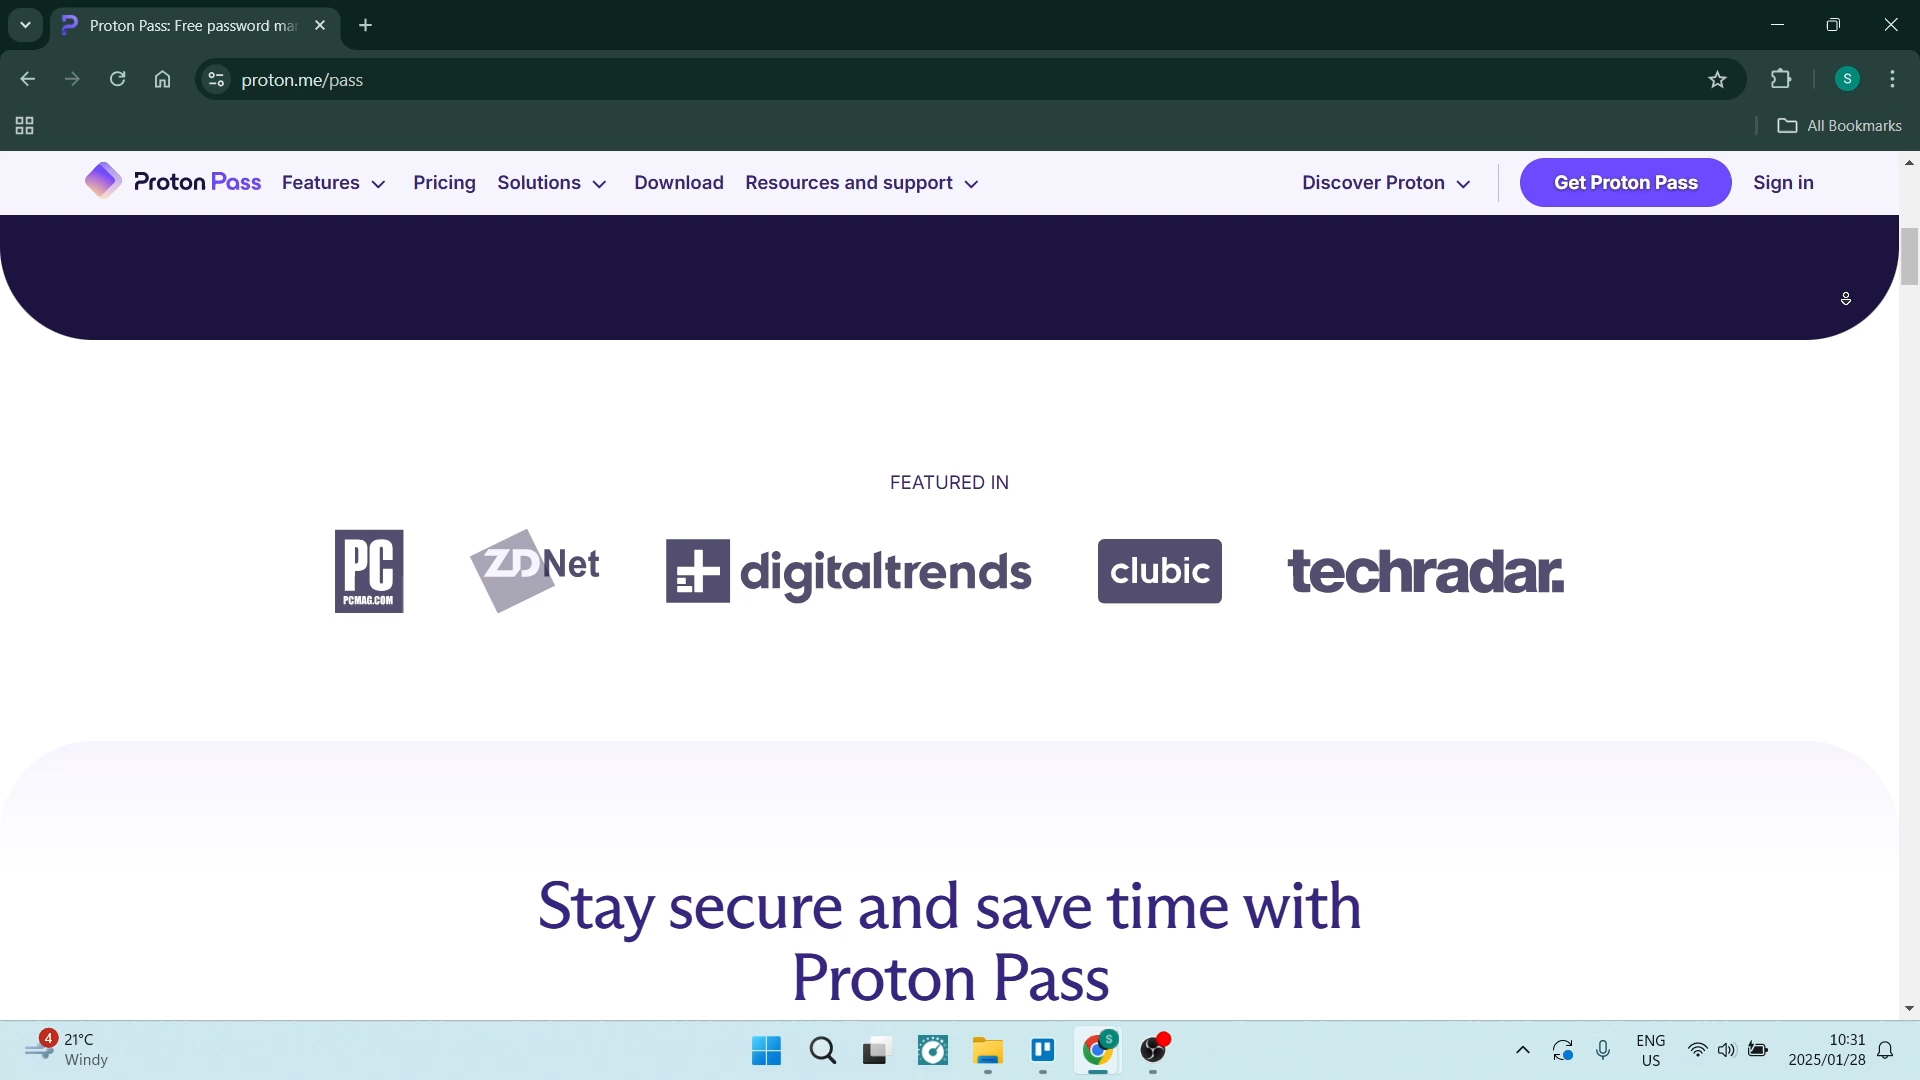 Proton Pass: Free password mar
proton.me/pass
S
All Bookmarks
Proton Pass
Features
Pricing
Solutions
Download
Resources and support
Discover Proton
Get Proton Pass
Sign in
FEATURED IN
PC
PCMAG.COM
ZDNet
digitaltrends
clubic
techradar.
Stay secure and save time with
Proton Pass
4
21°C
Windy
S
ENG
US
10:31
2025/01/28